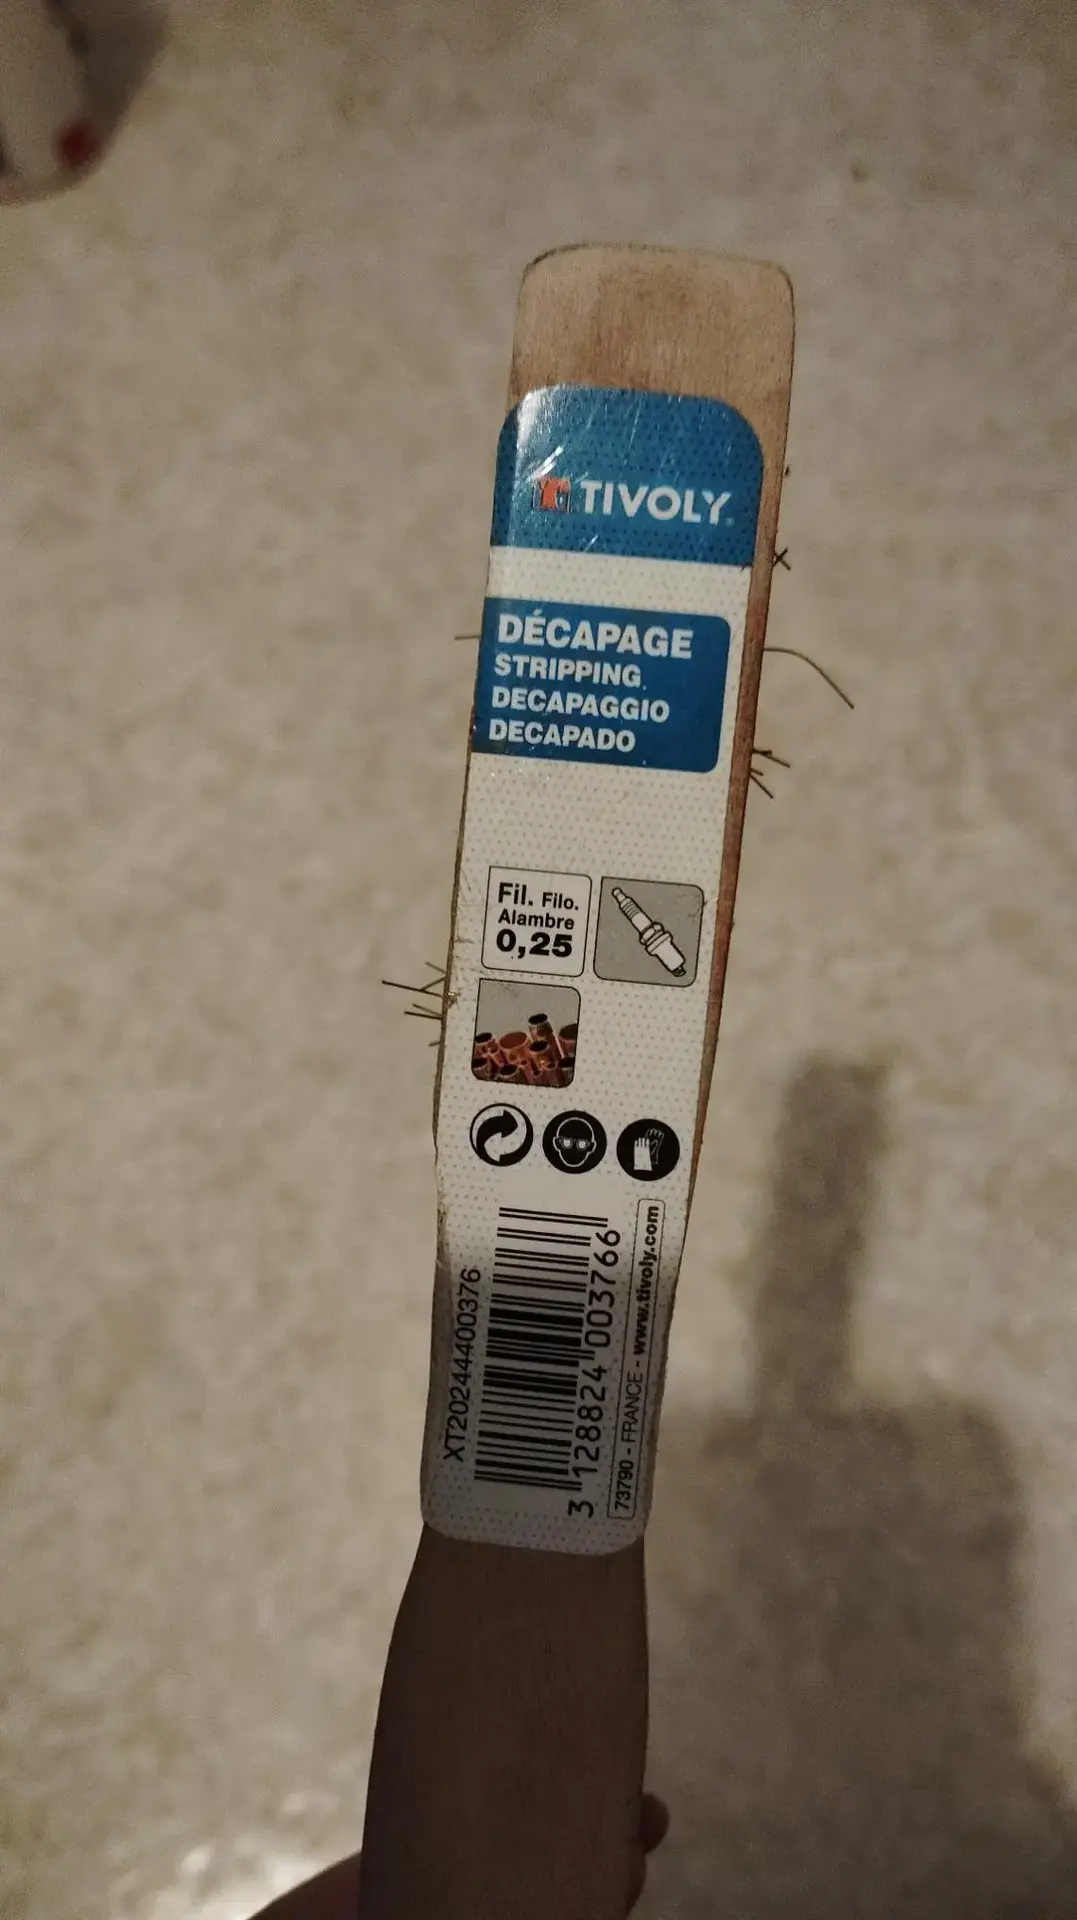 TIVOLY
DÉCAPAGE
STRIPPING
DECAPAGGIO
DECAPADO
Fil. Filo.
Alambre
0,25
XT20244400376
3 128824 003766
73790 - FRANCE - www.tivoly.com